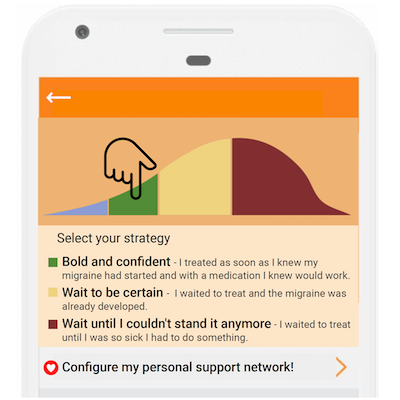 Select your strategy
Bold and confident - I treated as soon as I knew my
migraine had started and with a medication I knew would work.
Wait to be certain - I waited to treat and the migraine was
already developed.
Wait until I couldn't stand it anymore - I waited to treat
until I was so sick I had to do something.
Configure my personal support network!